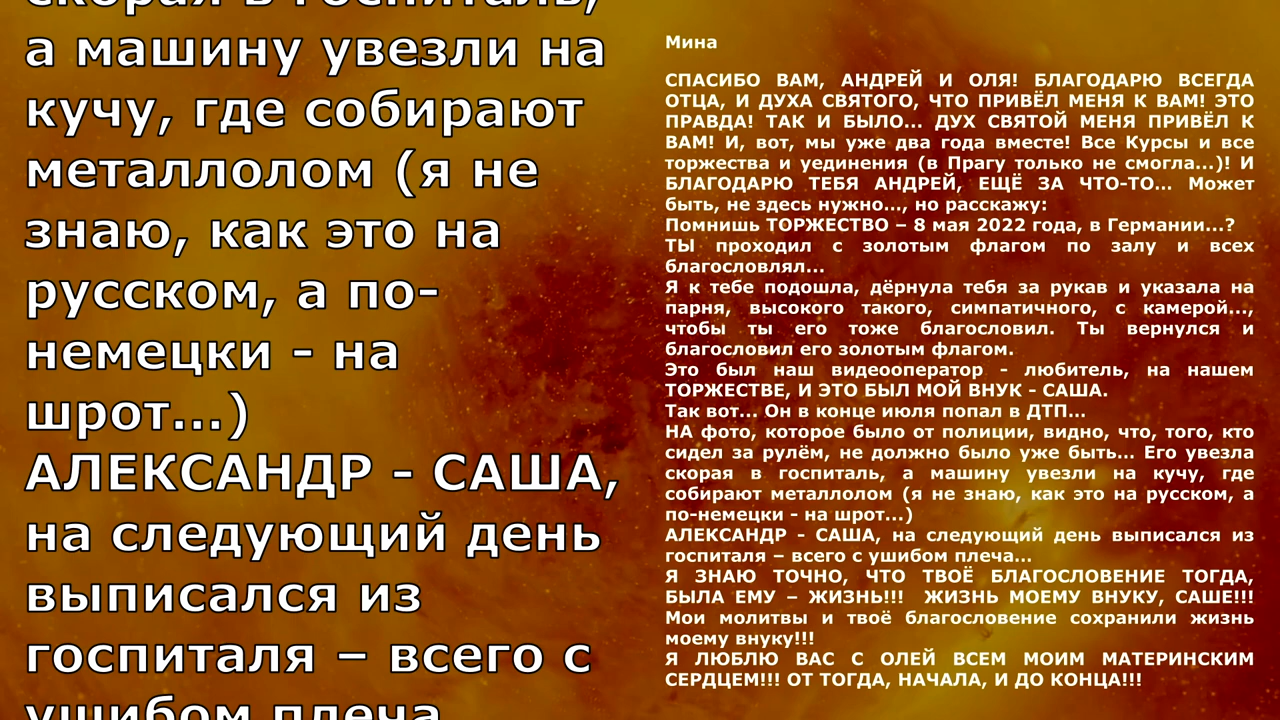 скорая в госпиталь,
а машину увезли на
кучу, где собирают
металлолом (я не
знаю, как это на
русском, а по-
немецки - на
шрот...)
АЛЕКСАНДР - САША,
на следующий день
выписался из
госпиталя – всего с
ушибом плеча
Мина
СПАСИБО ВАМ, АНДРЕЙ И ОЛЯ! БЛАГОДАРЮ ВСЕГДА
ОТЦА, И ДУХА СВЯТОГО, ЧТО ПРИВЁЛ МЕНЯ К ВАМ! ЭТО
ПРАВДА! ТАК И БЫЛО... ДУХ СВЯТОЙ МЕНЯ ПРИВЁЛ К
ВАМ! И, вот, мы уже два года вместе! Все Курсы и все
торжества и уединения (в Прагу только не смогла...)! И
БЛАГОДАРЮ ТЕБЯ АНДРЕЙ, ЕЩЁ ЗА ЧТО-ТО... Может
быть, не здесь нужно..., но расскажу:
Помнишь ТОРЖЕСТВО – 8 мая 2022 года, в Германии...?
ТЫ проходил с золотым флагом по залу и всех
благословлял...
Я к тебе подошла, дёрнула тебя за рукав и указала на
парня, высокого такого, симпатичного, с камерой...,
чтобы ты его тоже благословил. Ты вернулся и
благословил его золотым флагом.
Это был наш видеооператор - любитель, на нашем
ТОРЖЕСТВЕ, И ЭТО БЫЛ МОЙ ВНУК - САША.
Так вот... Он в конце июля попал в ДТП...
НА фото, которое было от полиции, видно, что, того, кто
сидел за рулём, не должно было уже быть... Его увезла
скорая в госпиталь, а машину увезли на кучу, где
собирают металлолом (я не знаю, как это на русском, а
по-немецки - на шрот...)
АЛЕКСАНДР - САША, на следующий день выписался из
госпиталя – всего с ушибом плеча...
Я ЗНАЮ ТОЧНО, ЧТО ТВОЁ БЛАГОСЛОВЕНИЕ ТОГДА,
БЫЛА ЕМУ – ЖИЗНЬ!!! ЖИЗНЬ МОЕМУ ВНУКУ, САШЕ!!!
Мои молитвы и твоё благословение сохранили жизнь
моему внуку!!!
Я ЛЮБЛЮ ВАС С ОЛЕЙ ВСЕМ МОИМ МАТЕРИНСКИМ
СЕРДЦЕМ!!! ОТ ТОГДА, НАЧАЛА, И ДО КОНЦА!!!